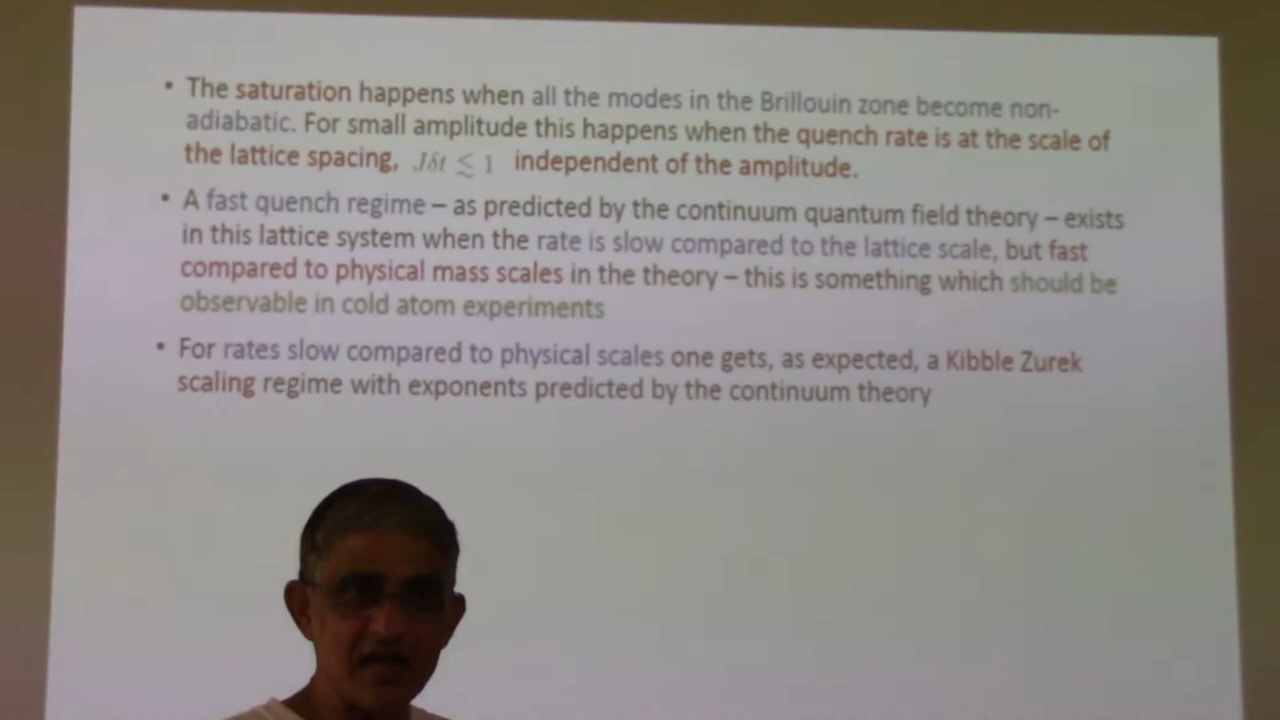 • The saturation happens when all the modes in the Brillouin zone become non-
adiabatic. For small amplitude this happens when the quench rate is at the scale of
the lattice spacing, Jδt ≲ 1 independent of the amplitude.
• A fast quench regime – as predicted by the continuum quantum field theory – exists
in this lattice system when the rate is slow compared to the lattice scale, but fast
compared to physical mass scales in the theory – this is something which should be
observable in cold atom experiments
• For rates slow compared to physical scales one gets, as expected, a Kibble Zurek
scaling regime with exponents predicted by the continuum theory